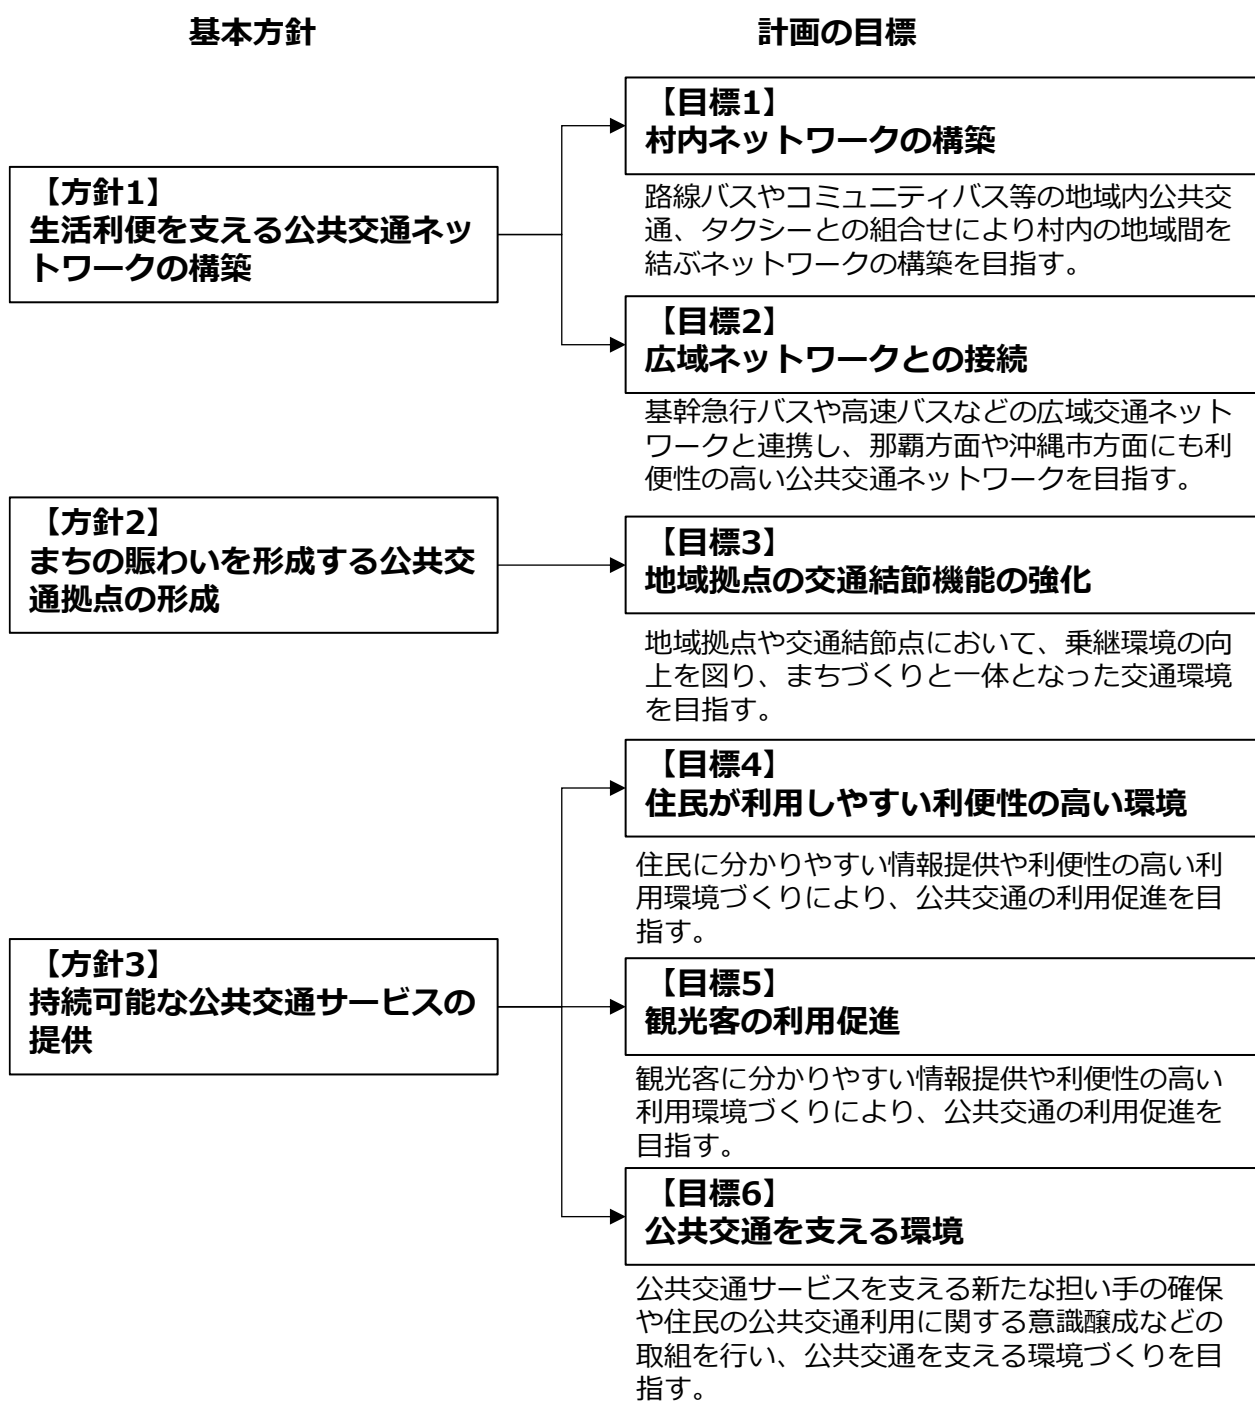 基本方針
計画の目標
【方針1】
生活利便を支える公共交通ネッ
トワークの構築
【目標1】
村内ネットワークの構築
路線バスやコミュニティバス等の地域内公共交
通、タクシーとの組合せにより村内の地域間を
結ぶネットワークの構築を目指す。
【目標2】
広域ネットワークとの接続
基幹急行バスや高速バスなどの広域交通ネット
ワークと連携し、那覇方面や沖縄市方面にも利
便性の高い公共交通ネットワークを目指す。
【方針2】
まちの賑わいを形成する公共交
通拠点の形成
【目標3】
地域拠点の交通結節機能の強化
地域拠点や交通結節点において、乗継環境の向
上を図り、まちづくりと一体となった交通環境
を目指す。
【方針3】
持続可能な公共交通サービスの
提供
【目標4】
住民が利用しやすい利便性の高い環境
住民に分かりやすい情報提供や利便性の高い利
用環境づくりにより、公共交通の利用促進を目
指す。
【目標5】
観光客の利用促進
観光客に分かりやすい情報提供や利便性の高い
利用環境づくりにより、公共交通の利用促進を
目指す。
【目標6】
公共交通を支える環境
公共交通サービスを支える新たな担い手の確保
や住民の公共交通利用に関する意識醸成などの
取組を行い、公共交通を支える環境づくりを目
指す。